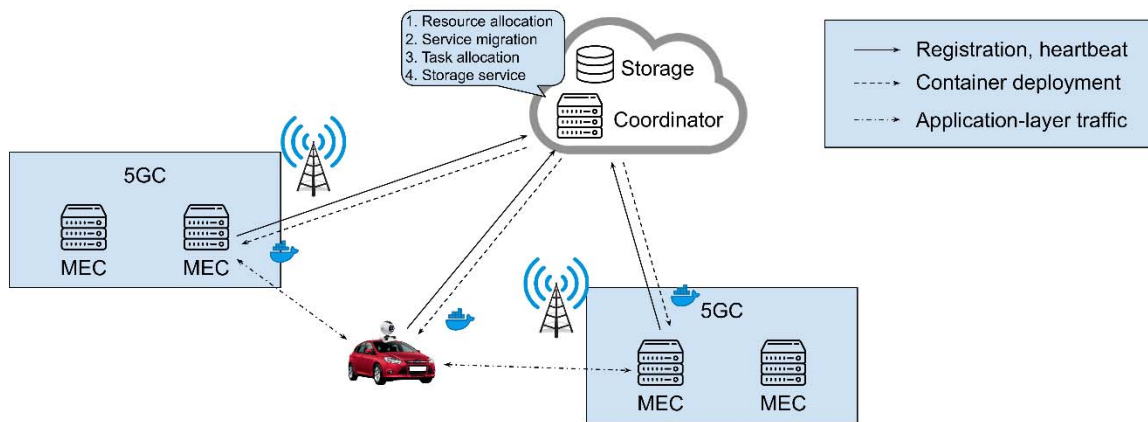 1. Resource allocation
2. Service migration
3. Task allocation
4. Storage service
Storage
Coordinator
Registration, heartbeat
Container deployment
Application-layer traffic
5GC
MEC
MEC
5GC
MEC
MEC